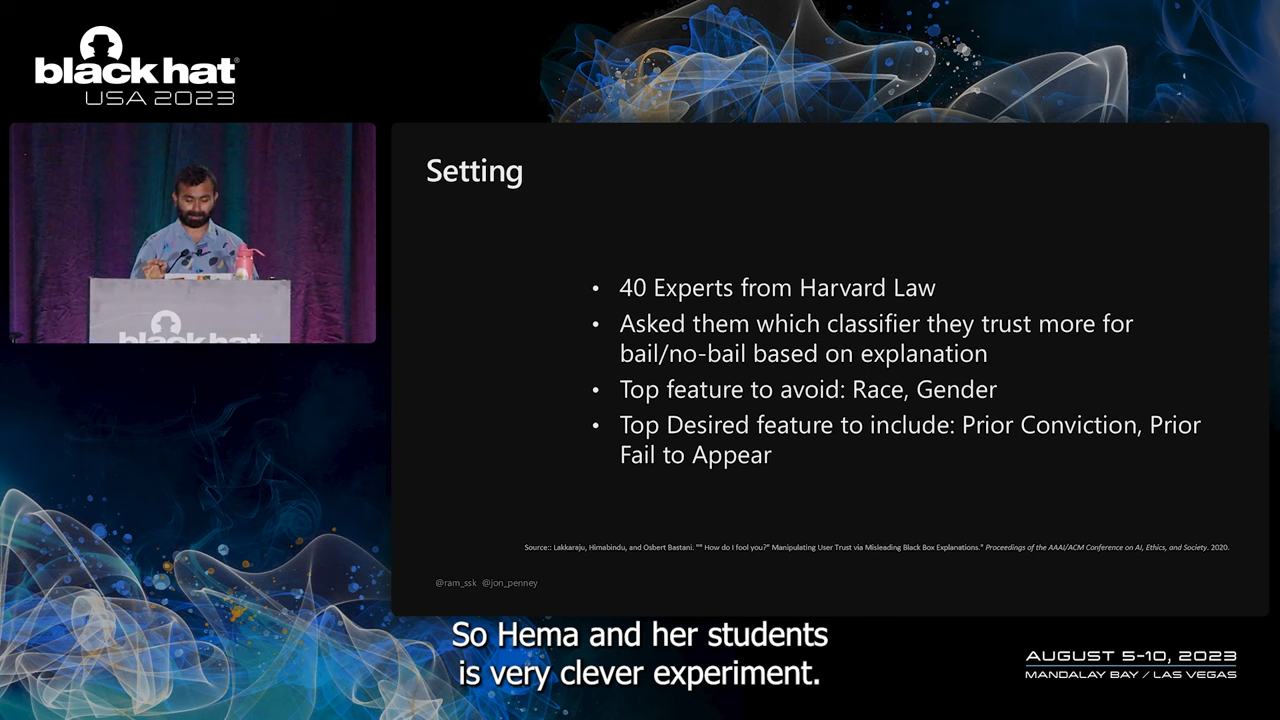 black hat®
USA 2023
black hat
Setting
• 40 Experts from Harvard Law
• Asked them which classifier they trust more for
bail/no-bail based on explanation
• Top feature to avoid: Race, Gender
• Top Desired feature to include: Prior Conviction, Prior
Fail to Appear
Source:: Lakkaraju, Himabindu, and Osbert Bastani. "" How do I fool you?" Manipulating User Trust via Misleading Black Box Explanations." Proceedings of the AAAI/ACM Conference on AI, Ethics, and Society. 2020.
@ram_ssk @jon_penney
So Hema and her students
is very clever experiment.
AUGUST 5-10, 2023
MANDALAY BAY / LAS VEGAS